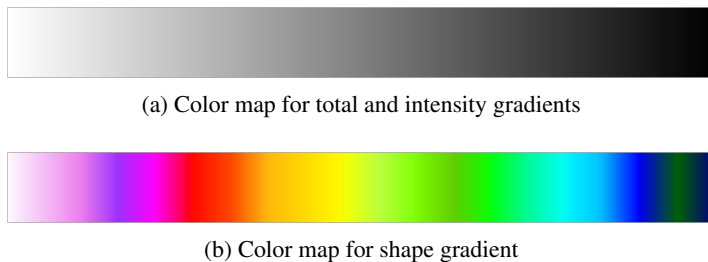 (a) Color map for total and intensity gradients
(b) Color map for shape gradient